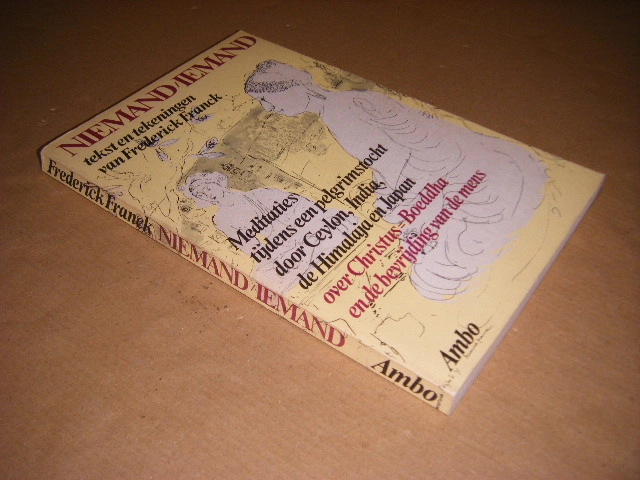 NIEMAND/IEMAND
tekst en tekeningen
van Frederick Franck
Meditaties
tijdens een pelgrimstocht
door Ceylon, India,
de Himalaja en Japan
over Christus-Boeddha
en de bevrijding van de mens
Ambo
Frederick Franck NIEMAND/IEMAND Ambo